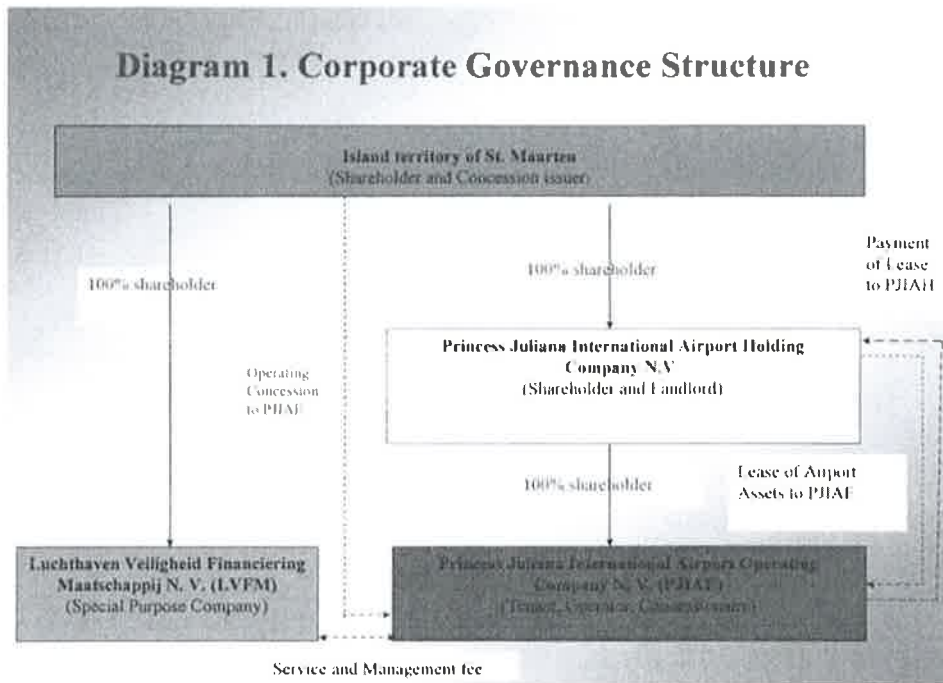 Diagram 1. Corporate Governance Structure
Island territory of St. Maarten
(Shareholder and Concession issuer)
Payment
of Lease
to PJIAH
100% shareholder
100% shareholder
Princess Juliana International Airport Holding
Company N.V
(Shareholder and Landlord)
Operating
Concession
to PJIAE
Lease of Airport
Assets to PJIAE
100% shareholder
Luchthaven Veiligheid Financiering
Maatschappij N. V. (LVFM)
(Special Purpose Company)
Princess Juliana International Airport Operating
Company N. V. (PJIAE)
(Tenant, Operator, Concessionary)
Service and Management fee